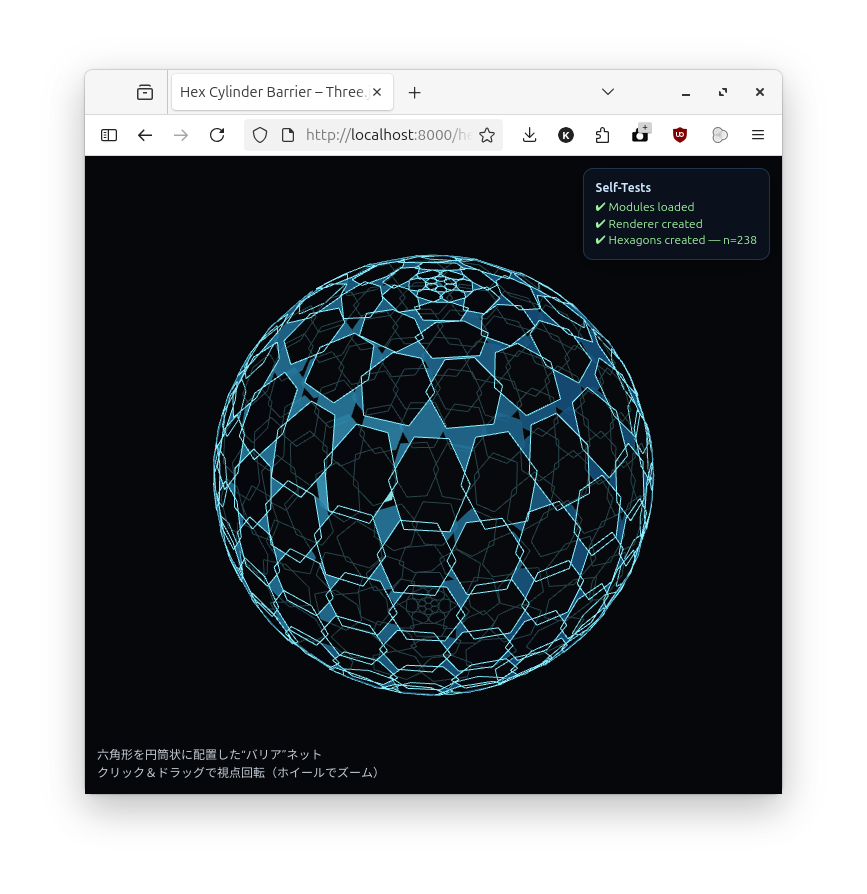 Hex Cylinder Barrier – Three.
http://localhost:8000/he
Self-Tests
✔ Modules loaded
✔ Renderer created
✔ Hexagons created — n=238
六角形を円筒状に配置した“バリア”ネット
クリック＆ドラッグで視点回転（ホイールでズーム）